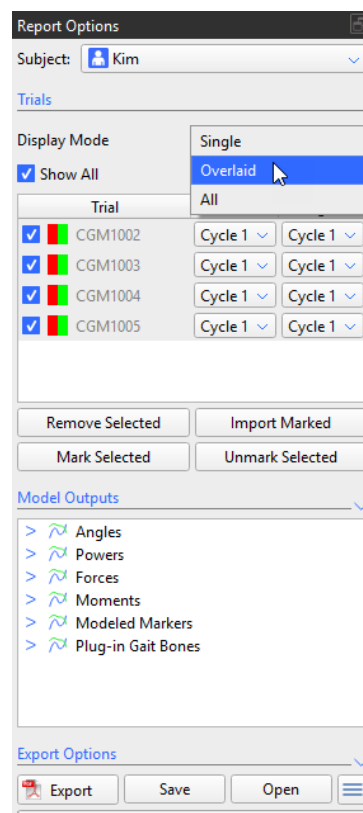 Report Options
Subject: Kim
Trials
Display Mode
Single
Overlaid
Show All
All
Trial
CGM1002 Cycle 1 Cycle 1
CGM1003 Cycle 1 Cycle 1
CGM1004 Cycle 1 Cycle 1
CGM1005 Cycle 1 Cycle 1
Remove Selected Import Marked
Mark Selected Unmark Selected
Model Outputs
Angles
Powers
Forces
Moments
Modeled Markers
Plug-in Gait Bones
Export Options
Export Save Open